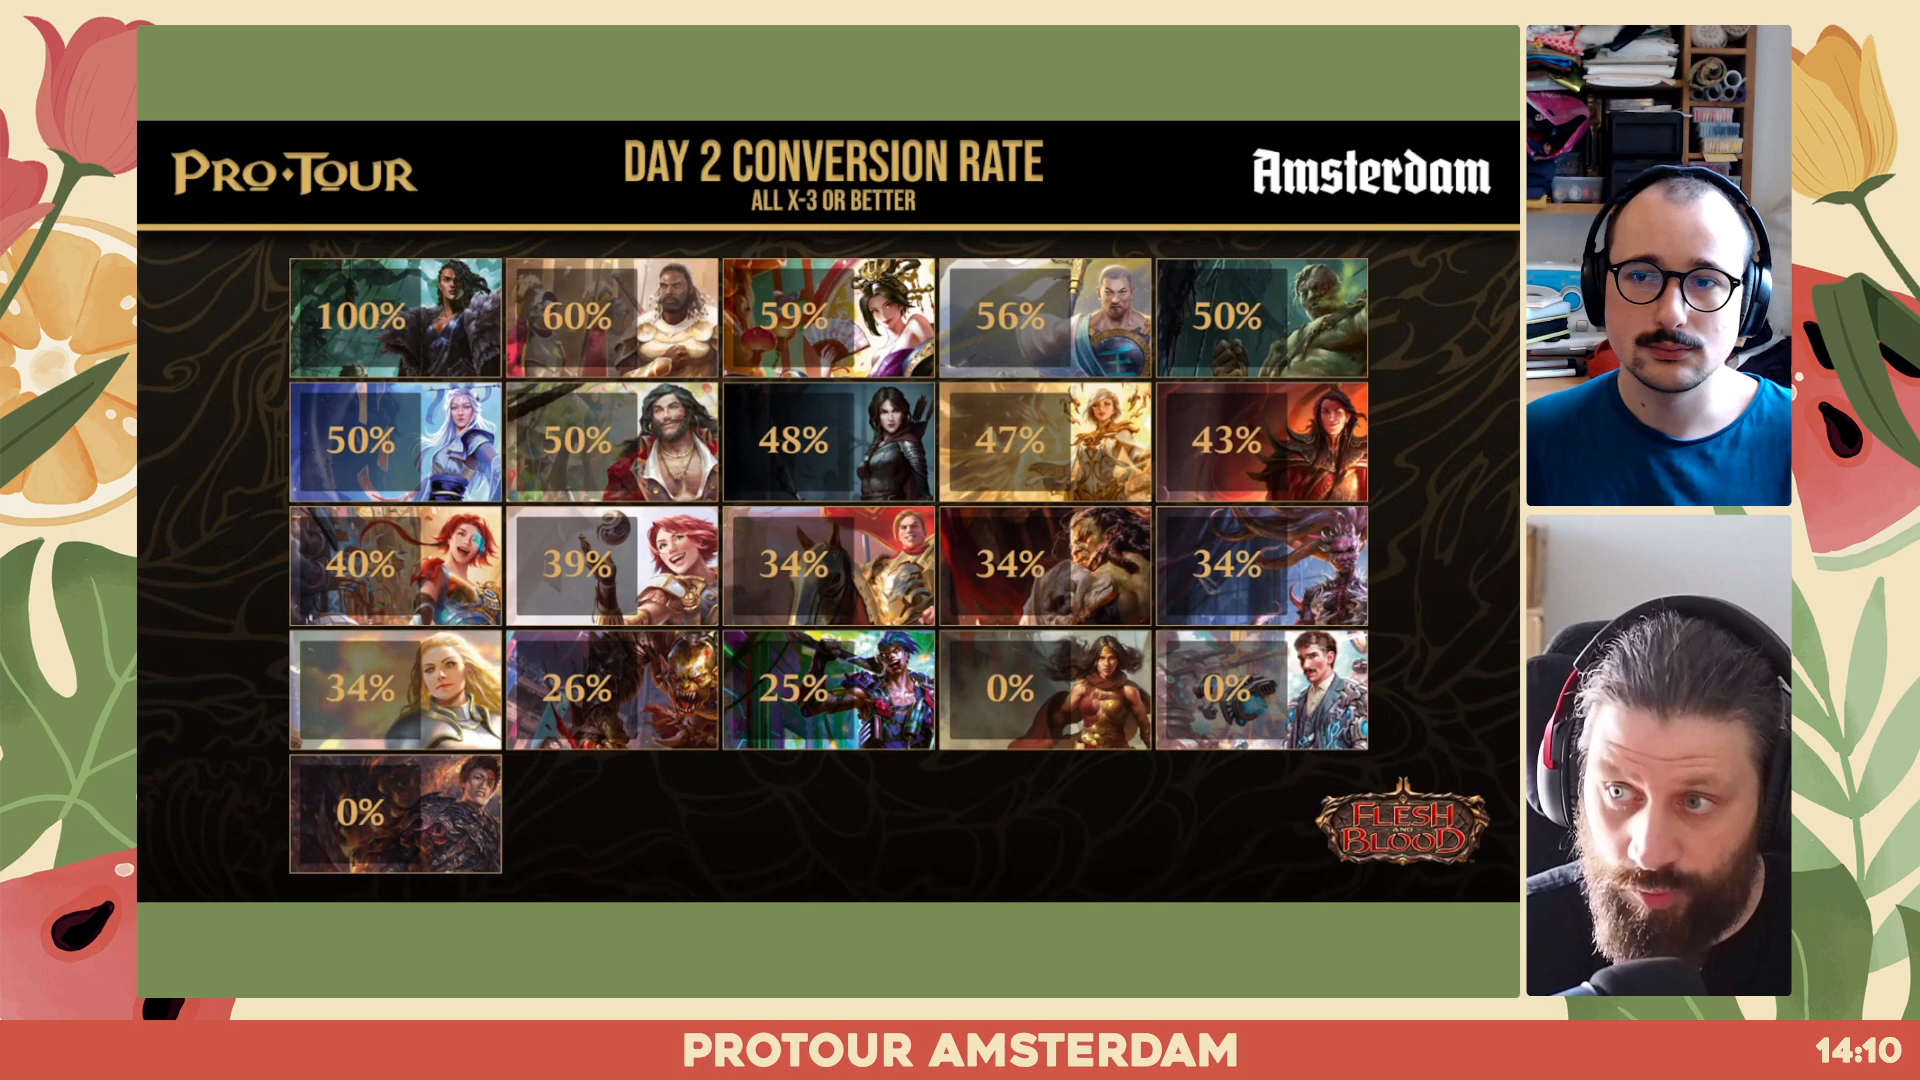 PRO·TOUR
DAY 2 CONVERSION RATE
ALL X-3 OR BETTER
Amsterdam
100% 60% 59% 56% 50%
50% 50% 48% 47% 43%
40% 39% 34% 34% 34%
34% 26% 25% 0% 0%
0%
FLESH
AND
BLOOD
PROTOUR AMSTERDAM
14:10